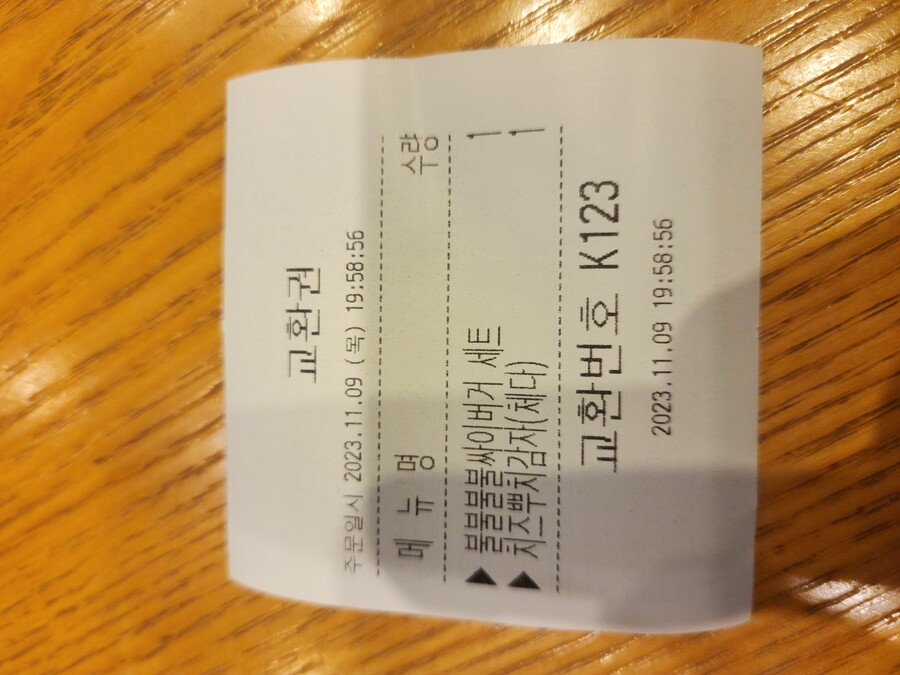 교환권
주문일시 2023.11.09 (목) 19:58:56
메 뉴 명 수량
▶ 불불불불싸이버거 세트 1
▶ 치즈뿌치감자(체다) 1
교환번호 K123
2023.11.09 19:58:56